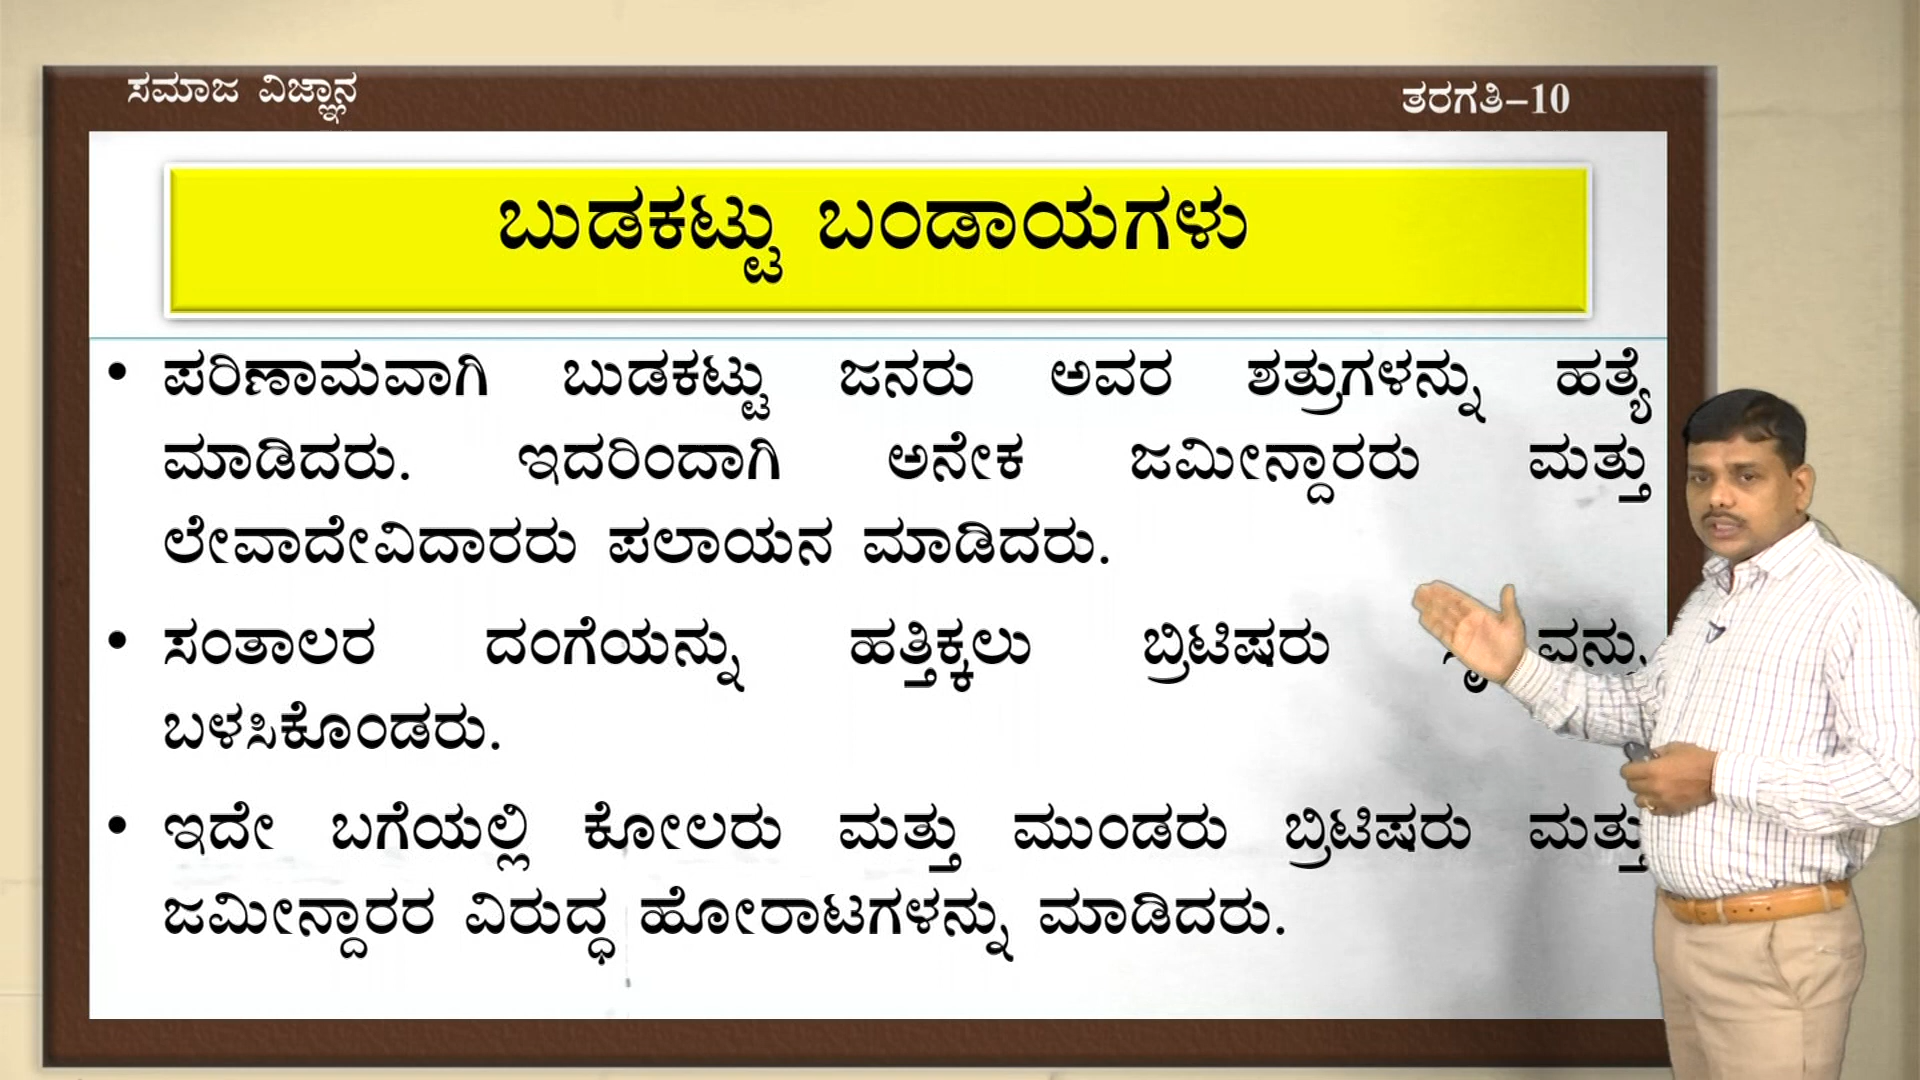 ಸಮಾಜ ವಿಜ್ಞಾನ
ತರಗತಿ–10
ಬುಡಕಟ್ಟು ಬಂಡಾಯಗಳು
• ಪರಿಣಾಮವಾಗಿ ಬುಡಕಟ್ಟು ಜನರು ಅವರ ಶತ್ರುಗಳನ್ನು ಹತ್ಯೆ
ಮಾಡಿದರು. ಇದರಿಂದಾಗಿ ಅನೇಕ ಜಮೀನ್ದಾರರು ಮತ್ತು
ಲೇವಾದೇವಿದಾರರು ಪಲಾಯನ ಮಾಡಿದರು.
• ಸಂತಾಲರ ದಂಗೆಯನ್ನು ಹತ್ತಿಕ್ಕಲು ಬ್ರಿಟಿಷರು
ಬಳಸಿಕೊಂಡರು.
• ಇದೇ ಬಗೆಯಲ್ಲಿ ಕೋಲರು ಮತ್ತು ಮುಂಡರು ಬ್ರಿಟಿಷರು ಮತ್ತು
ಜಮೀನ್ದಾರರ ವಿರುದ್ಧ ಹೋರಾಟಗಳನ್ನು ಮಾಡಿದರು.